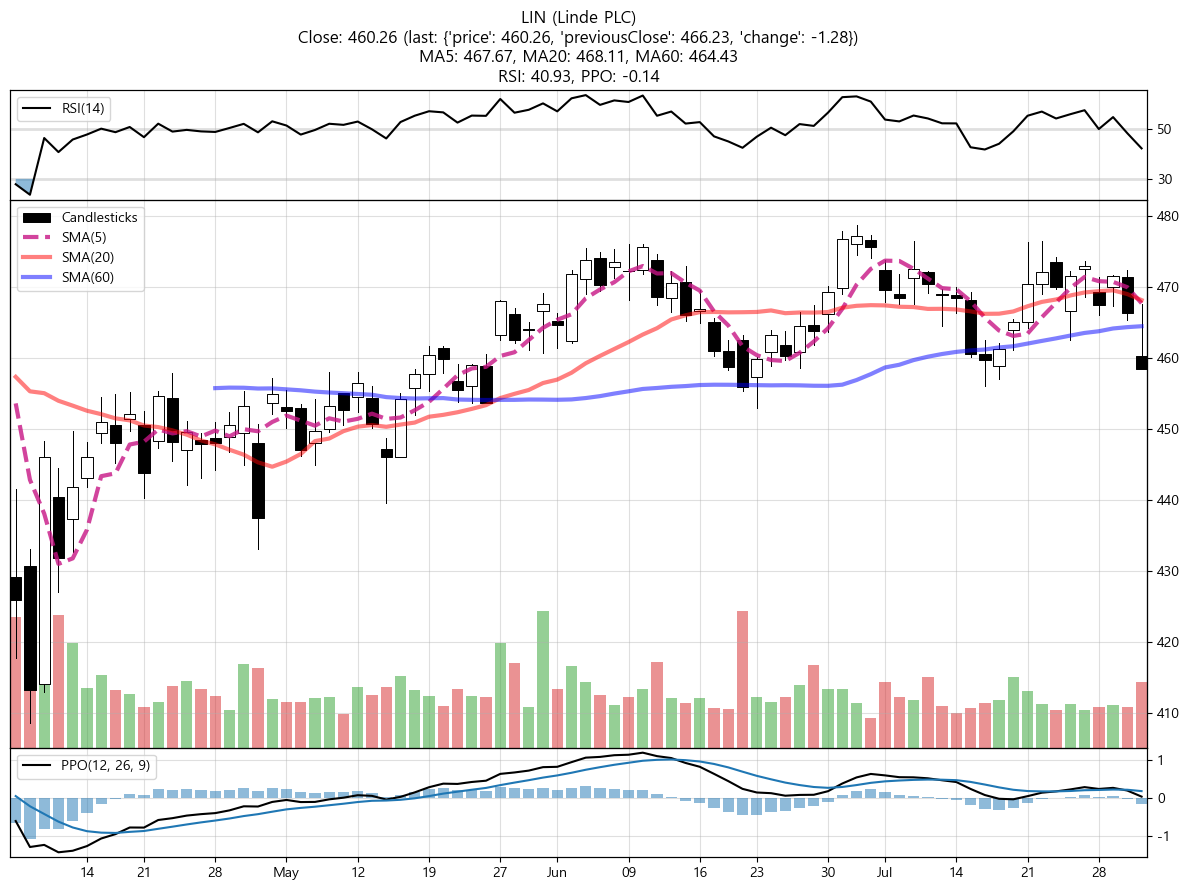 LIN (Linde PLC)
Close: 460.26 (last: {'price': 460.26, 'previousClose': 466.23, 'change': -1.28})
MA5: 467.67, MA20: 468.11, MA60: 464.43
RSI: 40.93, PPO: -0.14
RSI(14)
50
30
Candlesticks
SMA(5)
SMA(20)
SMA(60)
480
470
460
450
440
430
420
410
PPO(12, 26, 9)
1
0
-1
14 21 28 May 12 19 27 Jun 09 16 23 30 Jul 14 21 28